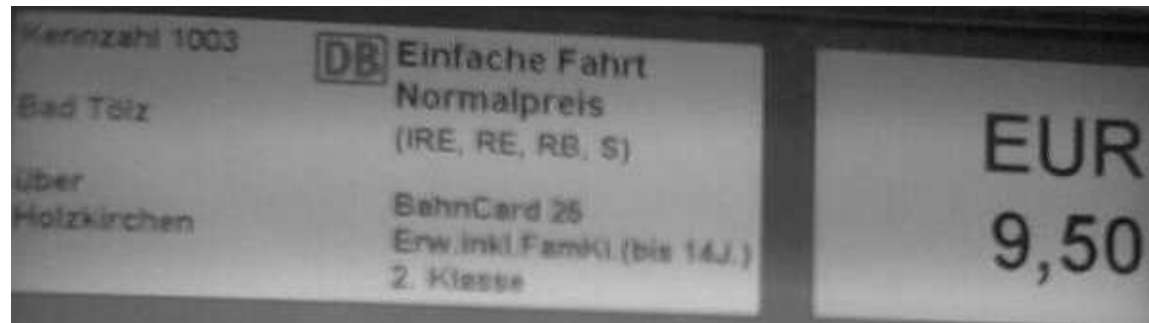 Kennzahl 1003
Bad Tölz
über
Holzkirchen
DB Einfache Fahrt
Normalpreis
(IRE, RE, RB, S)
BahnCard 25
Erw.inkl.FamKl.(bis 14J.)
2. Klasse
EUR
9,50